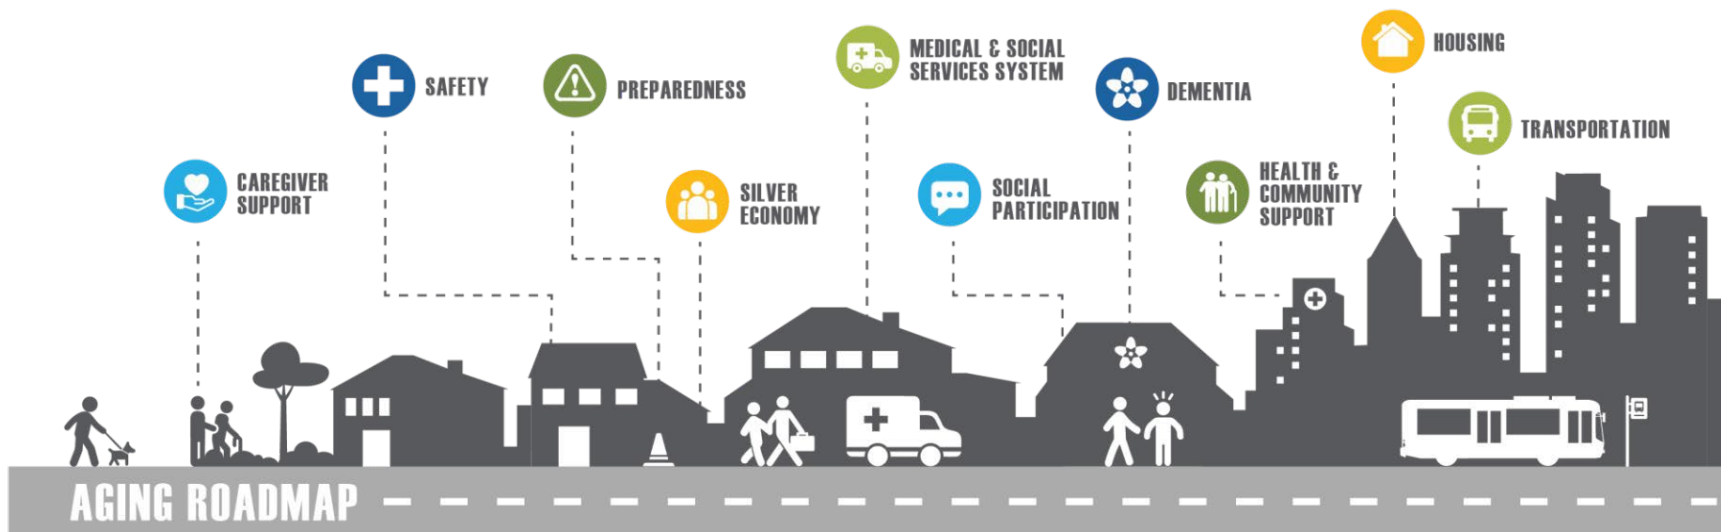 CAREGIVER
SUPPORT
SAFETY
PREPAREDNESS
SILVER
ECONOMY
MEDICAL & SOCIAL
SERVICES SYSTEM
SOCIAL
PARTICIPATION
DEMENTIA
HEALTH &
COMMUNITY
SUPPORT
HOUSING
TRANSPORTATION
AGING ROADMAP